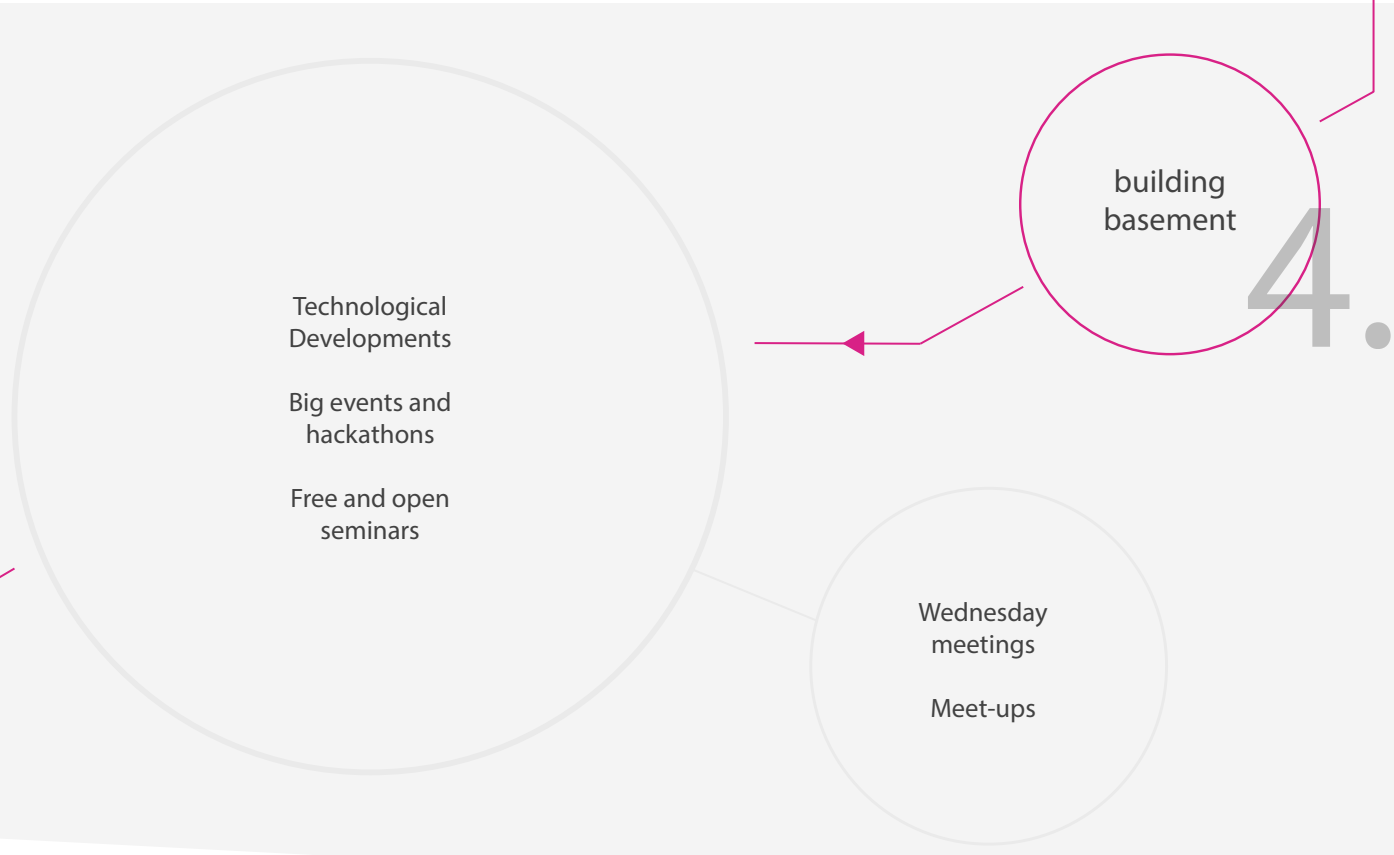 building
basement
4.
Technological
Developments
Big events and
hackathons
Free and open
seminars
Wednesday
meetings
Meet-ups